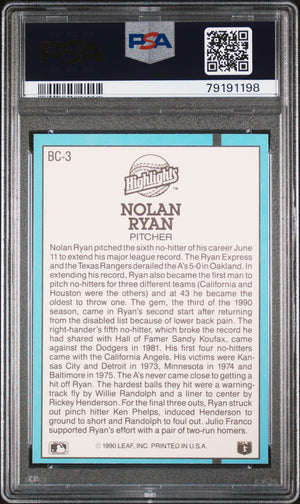 PSA
79191198
BC-3
Highlights
TM
NOLAN
RYAN
PITCHER
Nolan Ryan pitched the sixth no-hitter of his career June
11 to extend his major league record. The Ryan Express
and the Texas Rangers derailed the A's 5-0 in Oakland. In
extending his record, Ryan also became the first man to
pitch no-hitters for three different teams (California and
Houston were the others) and at 43 he became the
oldest to throw one. The gem, the third of the 1990
season, came in Ryan's second start after returning
from the disabled list because of lower back pain. The
right-hander's fifth no-hitter, which broke the record he
had shared with Hall of Famer Sandy Koufax, came
against the Dodgers in 1981. His first four no-hitters
came with the California Angels. His victims were Kan-
sas City and Detroit in 1973, Minnesota in 1974 and
Baltimore in 1975. The A's never came close to getting a
hit off Ryan. The hardest balls they hit were a warning-
track fly by Willie Randolph and a liner to center by
Rickey Henderson. For the final three outs, Ryan struck
out pinch hitter Ken Phelps, induced Henderson to
ground to short and Randolph to foul out. Julio Franco
supported Ryan's effort with a pair of two-run homers.
© 1990 LEAF, INC. PRINTED IN U.S.A.